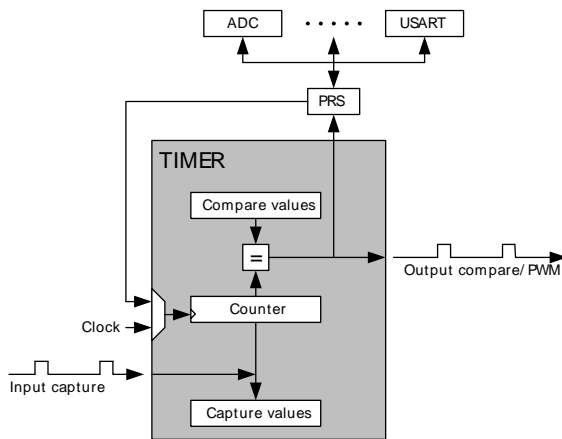 ADC
USART
PRS
TIMER
Compare values
=
Output compare/ PWM
Counter
Clock
Input capture
Capture values